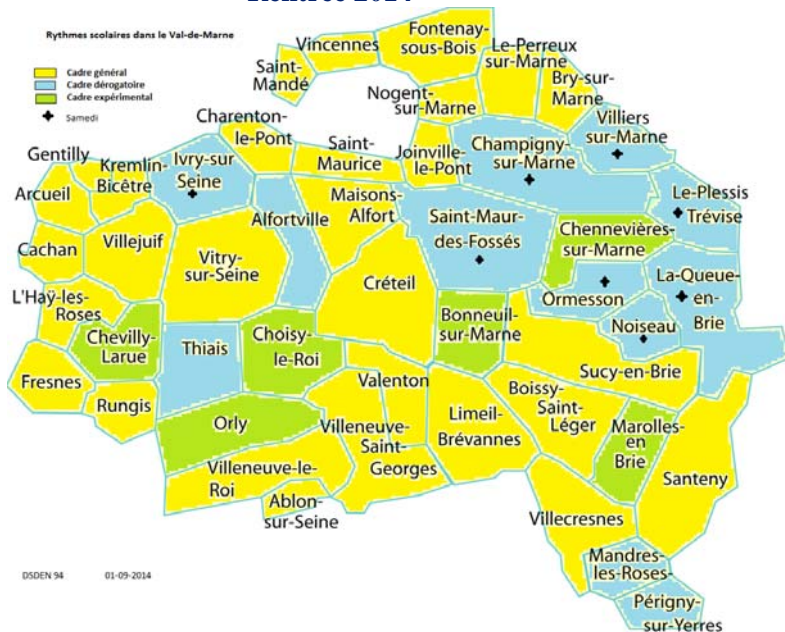 Rentrée 2014
Rythmes scolaires dans le Val-de-Marne
Cadre général
Cadre dérogatoire
Cadre expérimental
Samedi
Fontenay-
sous-Bois
Vincennes
Saint-
Mandé
Le-Perreux
sur-Marne
Bry-sur-
Marne
Nogent-
sur-Marne
Villiers
sur-Marne
Charenton-
le-Pont
Saint-
Maurice
Joinville-
le-Pont
Champigny
-sur-Marne
Gentilly
Kremlin-
Bicêtre
Ivry-sur
Seine
Arcueil
Maisons-
Alfort
Alfortville
Le-Plessis
Trévise
Saint-Maur
-des-Fossés
Chennevières-
sur-Marne
Cachan
Villejuif
Vitry-
sur-Seine
Créteil
La-Queue-
en-
Brie
Ormesson
L'Haÿ-les-
Roses
Chevilly-
Larue
Thiais
Choisy-
le-Roi
Bonneuil-
sur-Marne
Noiseau
Sucy-en-Brie
Fresnes
Rungis
Valenton
Boissy-
Saint-
Léger
Orly
Villeneuve-
Saint-
Georges
Limeil-
Brévannes
Marolles-
en
Brie
Santeny
Villeneuve-le-
Roi
Ablon-
sur-Seine
Villecresnes
Mandres-
les-Roses-
Périgny-
sur-Yerres
DSDEN 94 01-09-2014